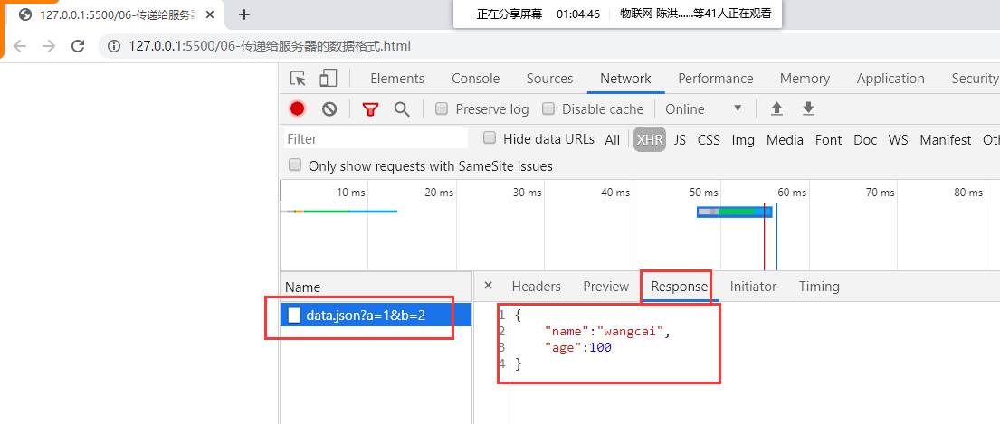 127.0.0.1:5500/06-传递给服务器
正在分享屏幕 01:04:46 物联网 陈洪......等41人正在观看
127.0.0.1:5500/06-传递给服务器的数据格式.html
Elements Console Sources Network Performance Memory Application Security
Preserve log Disable cache Online
Filter Hide data URLs All XHR JS CSS Img Media Font Doc WS Manifest Oth
Only show requests with SameSite issues
10 ms 20 ms 30 ms 40 ms 50 ms 60 ms 70 ms 80 ms
Name
Headers Preview Response Initiator Timing
data.json?a=1&b=2
1 {
2 "name":"wangcai",
3 "age":100
4 }